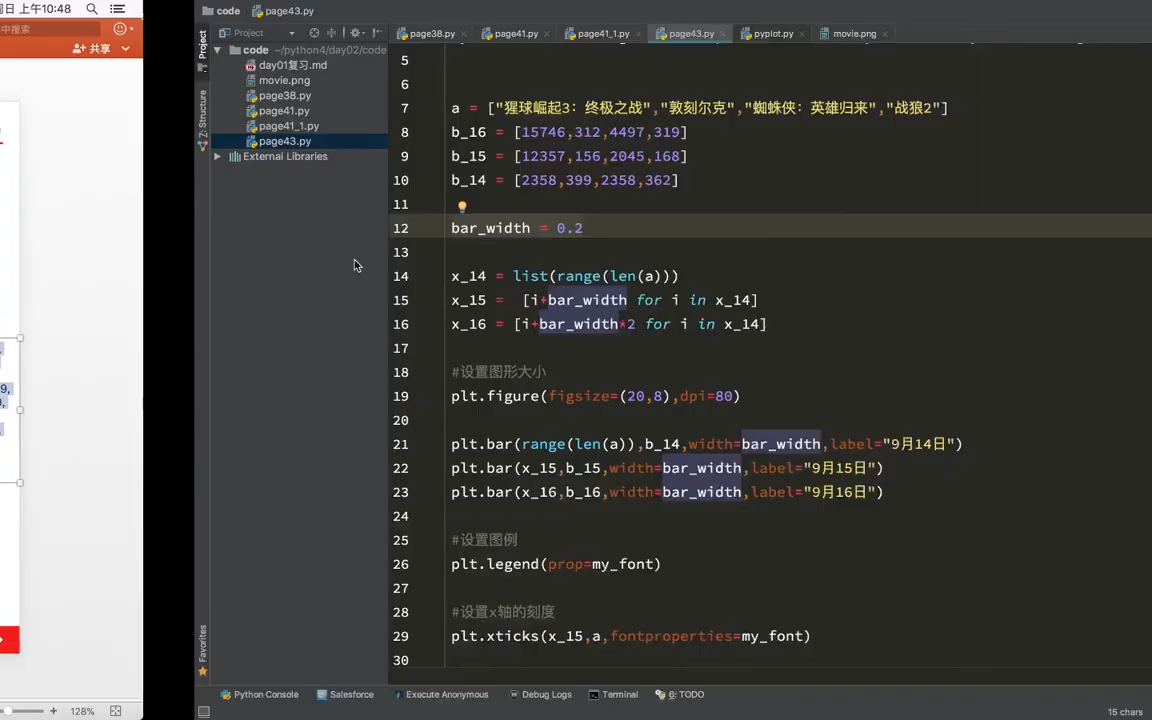 日 上午10:48
中搜索
共享
9,
128%
code
page43.py
Project
page38.py
page41.py
page41_1.py
page43.py
pyplot.py
movie.png
Project
Z: Structure
Favorites
code ~/python4/day02/code
day01复习.md
movie.png
page38.py
page41.py
page41_1.py
page43.py
External Libraries
5
6
7 a = ["猩球崛起3：终极之战","敦刻尔克","蜘蛛侠：英雄归来","战狼2"]
8 b_16 = [15746,312,4497,319]
9 b_15 = [12357,156,2045,168]
10 b_14 = [2358,399,2358,362]
11
12 bar_width = 0.2
13
14 x_14 = list(range(len(a)))
15 x_15 =  [i+bar_width for i in x_14]
16 x_16 = [i+bar_width*2 for i in x_14]
17
18 #设置图形大小
19 plt.figure(figsize=(20,8),dpi=80)
20
21 plt.bar(range(len(a)),b_14,width=bar_width,label="9月14日")
22 plt.bar(x_15,b_15,width=bar_width,label="9月15日")
23 plt.bar(x_16,b_16,width=bar_width,label="9月16日")
24
25 #设置图例
26 plt.legend(prop=my_font)
27
28 #设置x轴的刻度
29 plt.xticks(x_15,a,fontproperties=my_font)
30
Python Console
Salesforce
Execute Anonymous
Debug Logs
Terminal
6: TODO
15 chars